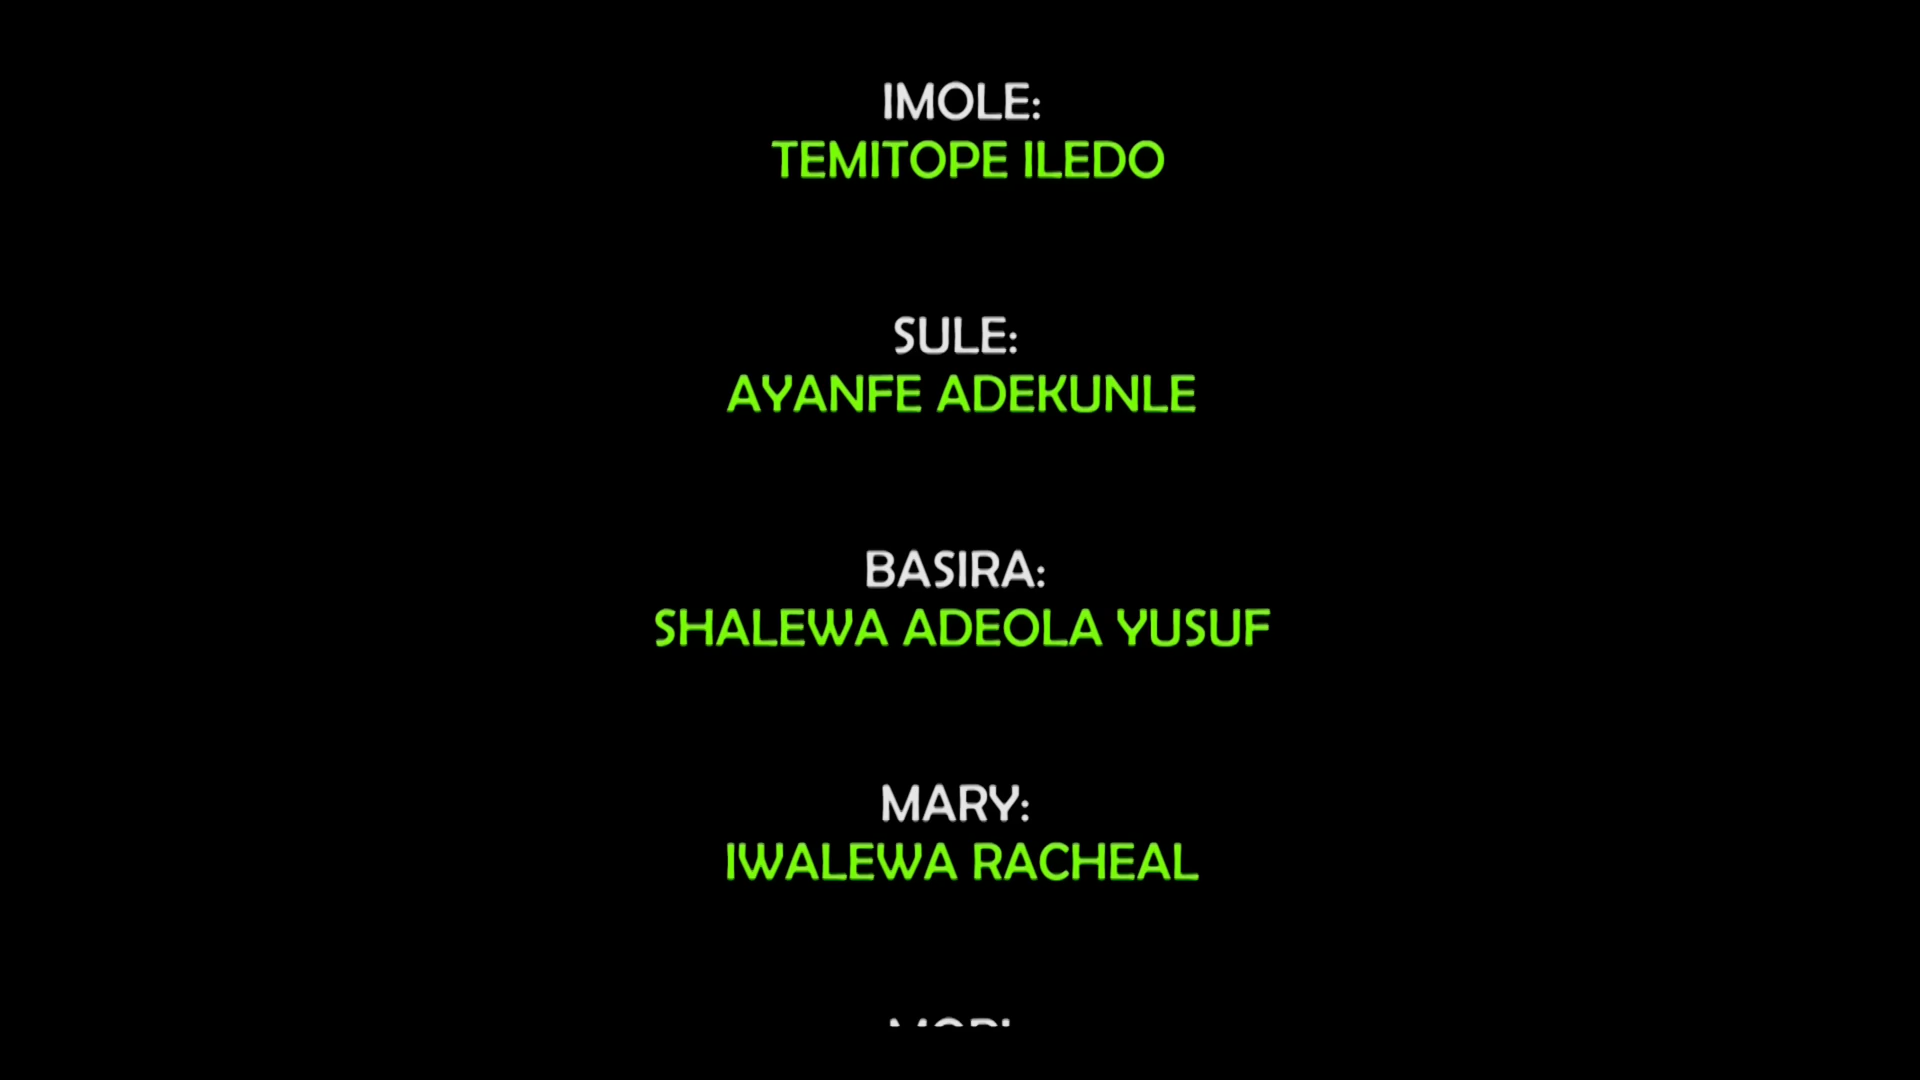 IMOLE:
TEMITOPE ILEDO
SULE:
AYANFE ADEKUNLE
BASIRA:
SHALEWA ADEOLA YUSUF
MARY:
IWALEWA RACHEAL